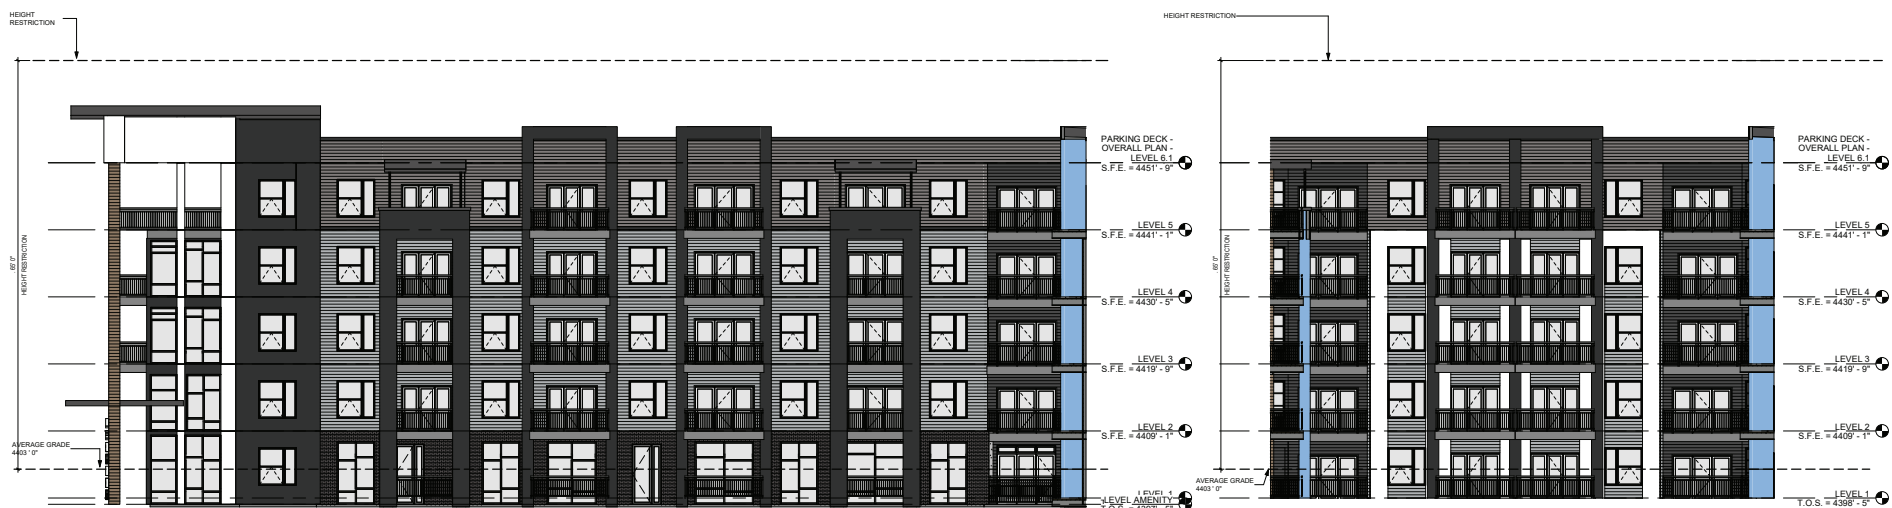 HEIGHT
RESTRICTION
65' 0"
HEIGHT RESTRICTION
AVERAGE GRADE
4403 ' 0"
PARKING DECK -
OVERALL PLAN -
LEVEL 6.1
S.F.E. = 4451' - 9"
LEVEL 5
S.F.E. = 4441' - 1"
LEVEL 4
S.F.E. = 4430' - 5"
LEVEL 3
S.F.E. = 4419' - 9"
LEVEL 2
S.F.E. = 4409' - 1"
LEVEL 1
LEVEL AMENITY
T.O.S. = 4397' - 5"
HEIGHT RESTRICTION
65' 0"
HEIGHT RESTRICTION
AVERAGE GRADE
4403 ' 0"
PARKING DECK -
OVERALL PLAN -
LEVEL 6.1
S.F.E. = 4451' - 9"
LEVEL 5
S.F.E. = 4441' - 1"
LEVEL 4
S.F.E. = 4430' - 5"
LEVEL 3
S.F.E. = 4419' - 9"
LEVEL 2
S.F.E. = 4409' - 1"
LEVEL 1
T.O.S. = 4398' - 5"